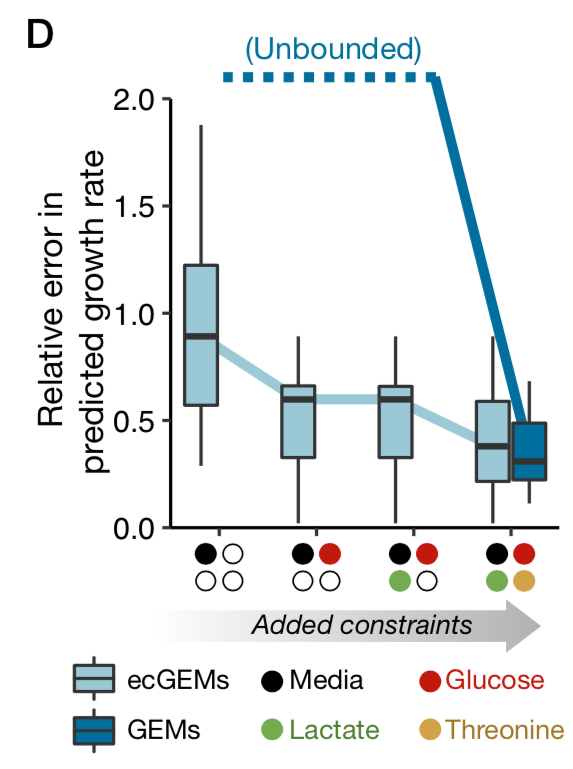 D
(Unbounded)
2.0
1.5
1.0
0.5
0.0
Relative error in
predicted growth rate
Added constraints
ecGEMs Media Glucose
GEMs Lactate Threonine